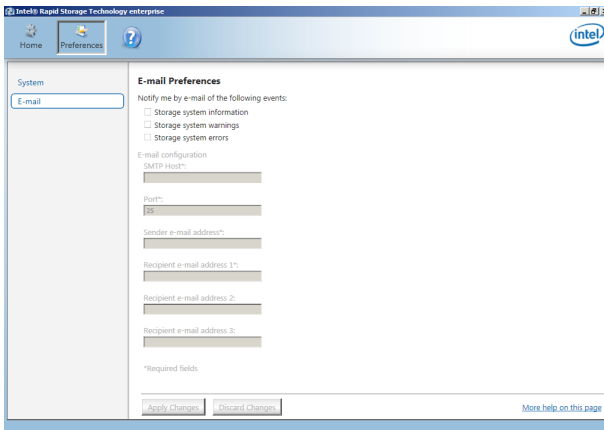 Intel® Rapid Storage Technology enterprise
Home
Preferences
?
intel
System
E-mail
E-mail Preferences
Notify me by e-mail of the following events:
Storage system information
Storage system warnings
Storage system errors
E-mail configuration
SMTP Host*:
Port*:
25
Sender e-mail address*:
Recipient e-mail address 1*:
Recipient e-mail address 2:
Recipient e-mail address 3:
*Required fields
Apply Changes
Discard Changes
More help on this page